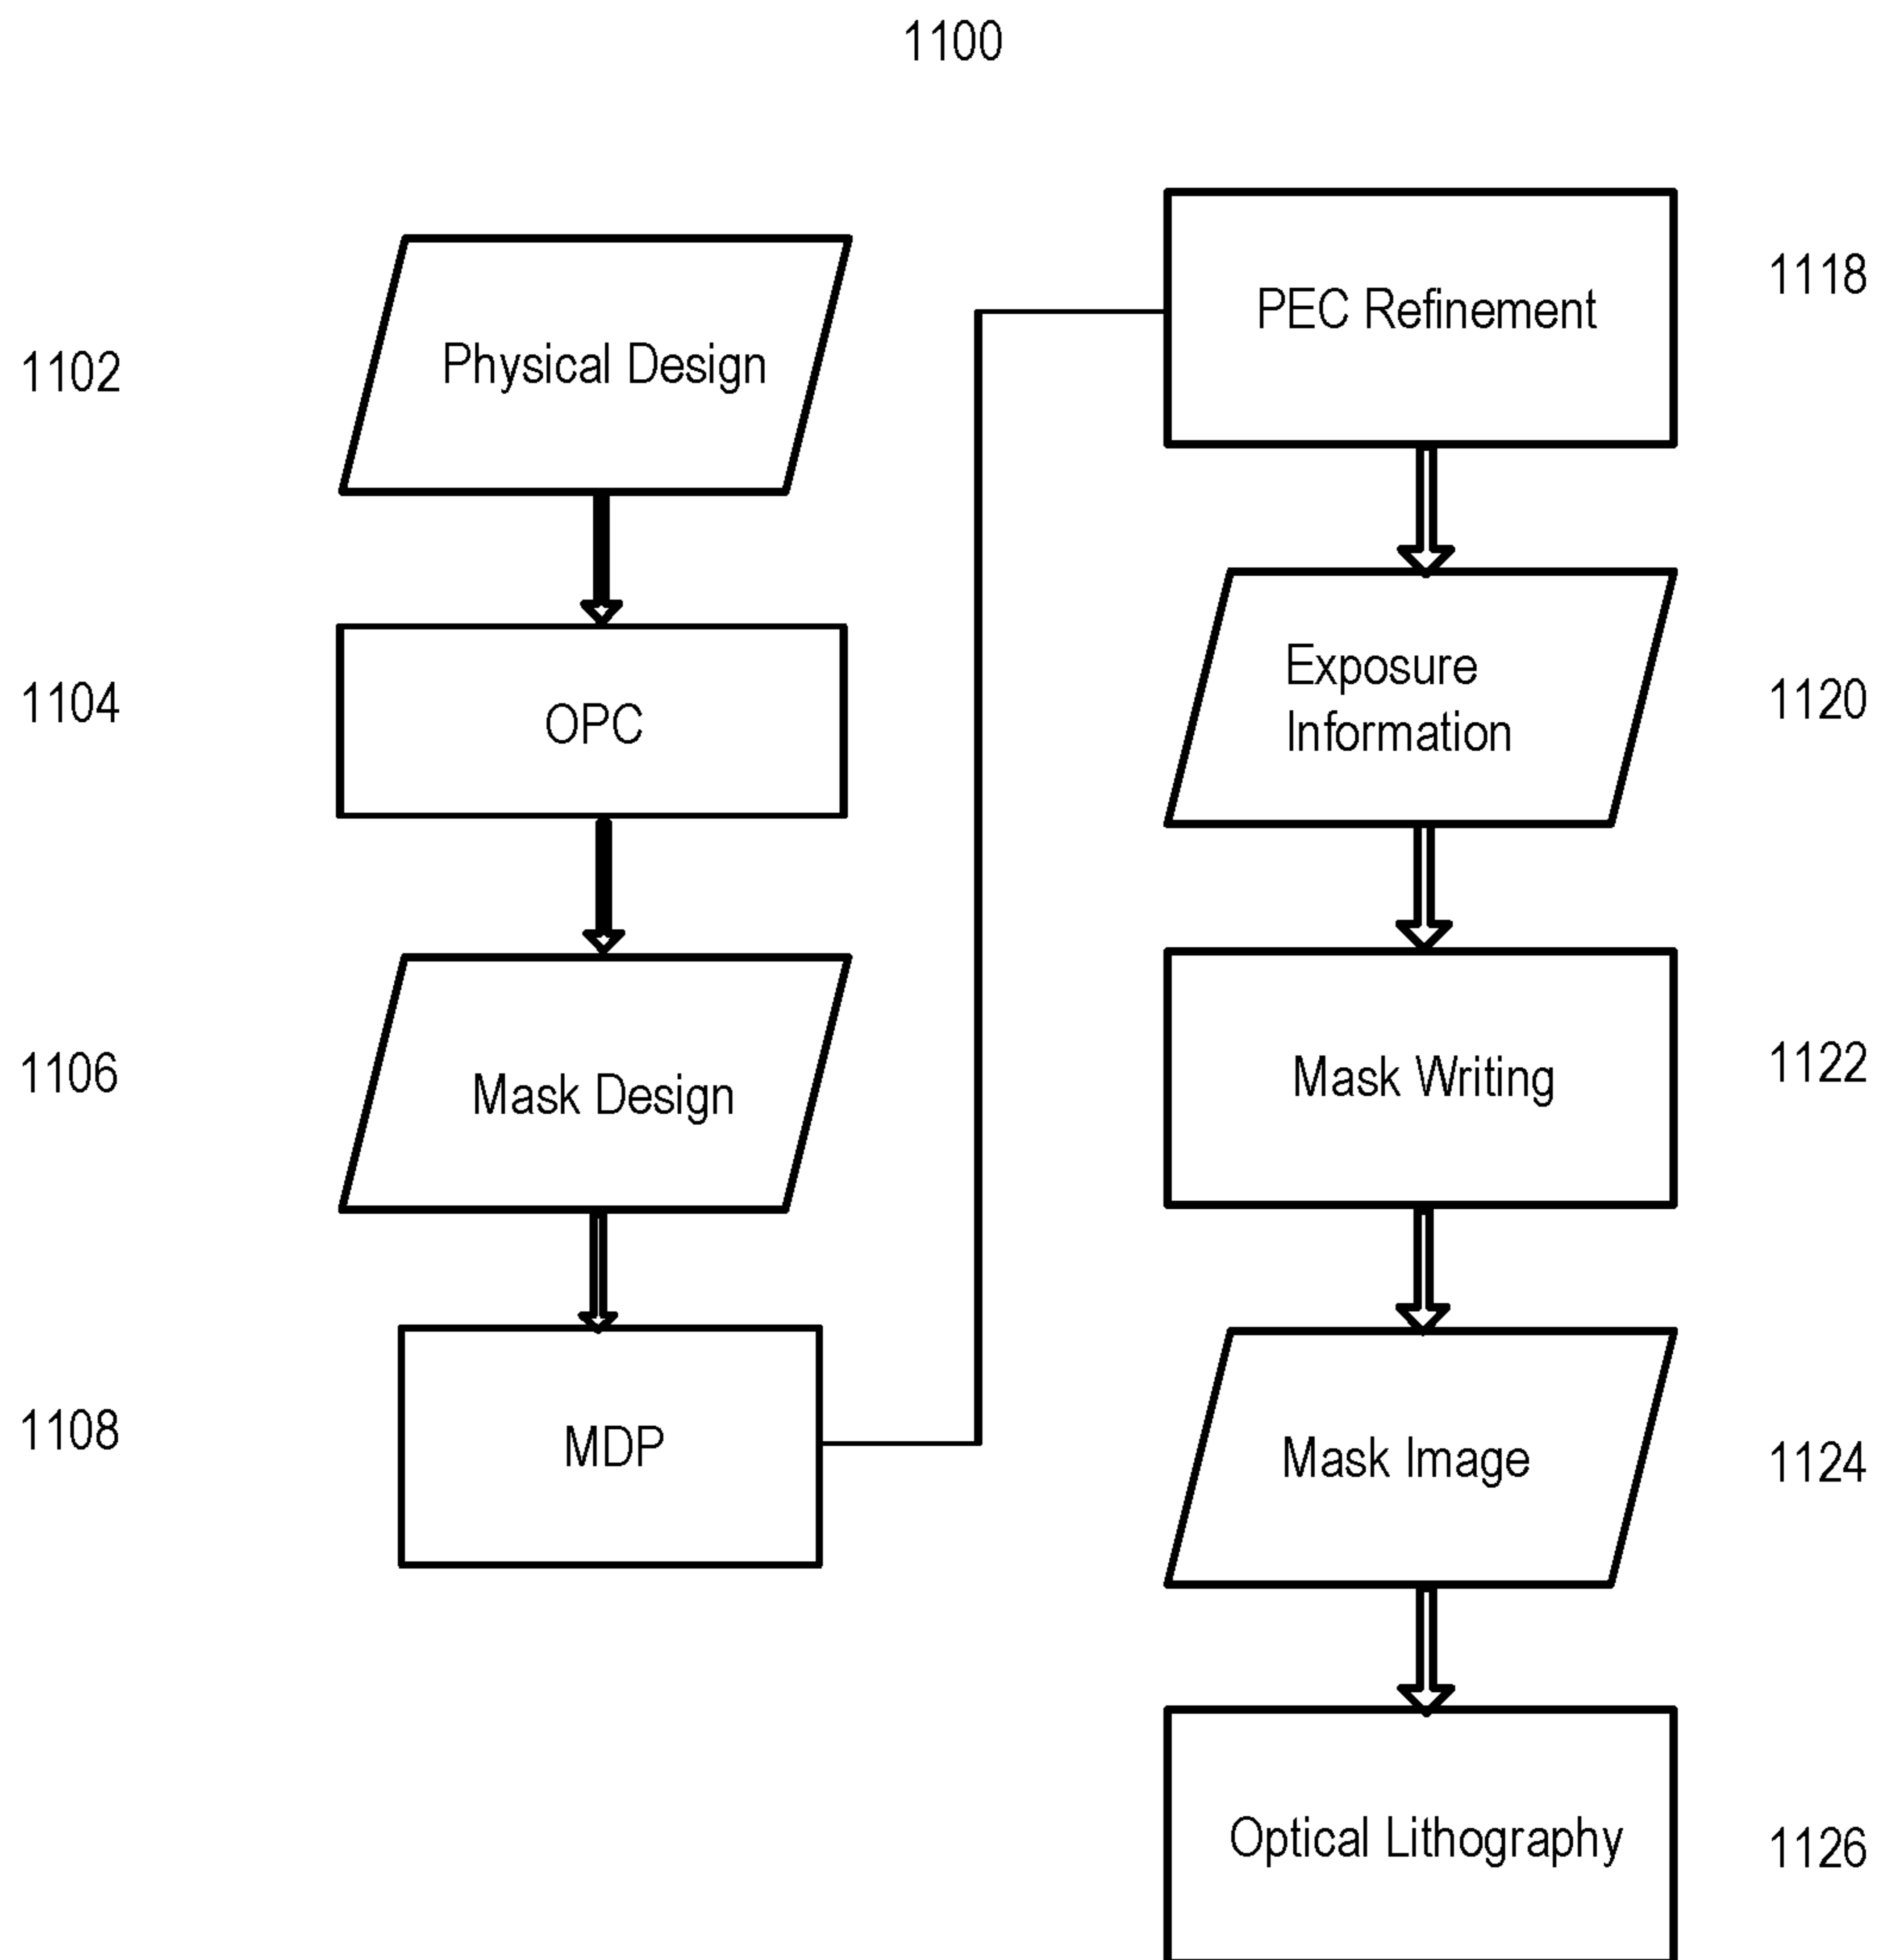 1100
1102
Physical Design
1104
OPC
1106
Mask Design
1108
MDP
PEC Refinement
1118
Exposure
Information
1120
Mask Writing
1122
Mask Image
1124
Optical Lithography
1126